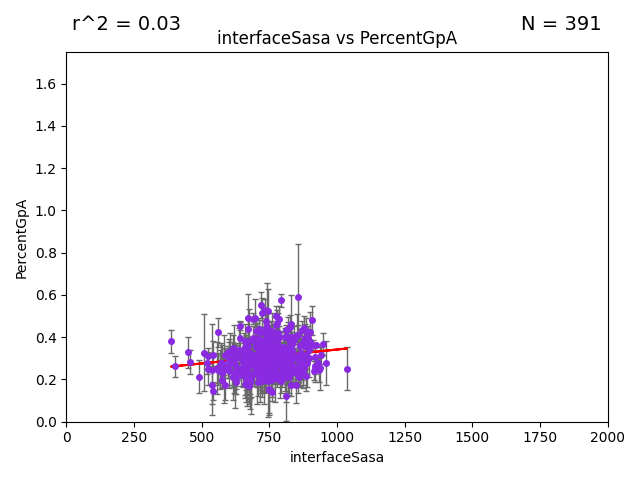 r^2 = 0.03
N = 391
interfaceSasa vs PercentGpA
PercentGpA
1.6
1.4
1.2
1.0
0.8
0.6
0.4
0.2
0.0
0 250 500 750 1000 1250 1500 1750 2000
interfaceSasa